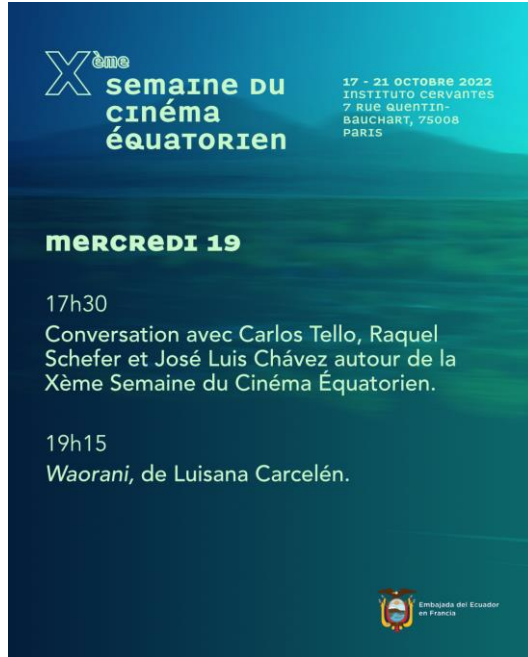 Xème
semaine du
cinéma
équatorien
17 - 21 octobre 2022
Instituto Cervantes
7 rue Quentin-
Bauchart, 75008
Paris
mercredi 19
17h30
Conversation avec Carlos Tello, Raquel
Schefer et José Luis Chávez autour de la
Xème Semaine du Cinéma Équatorien.
19h15
Waorani, de Luisana Carcelén.
Embajada del Ecuador
en Francia